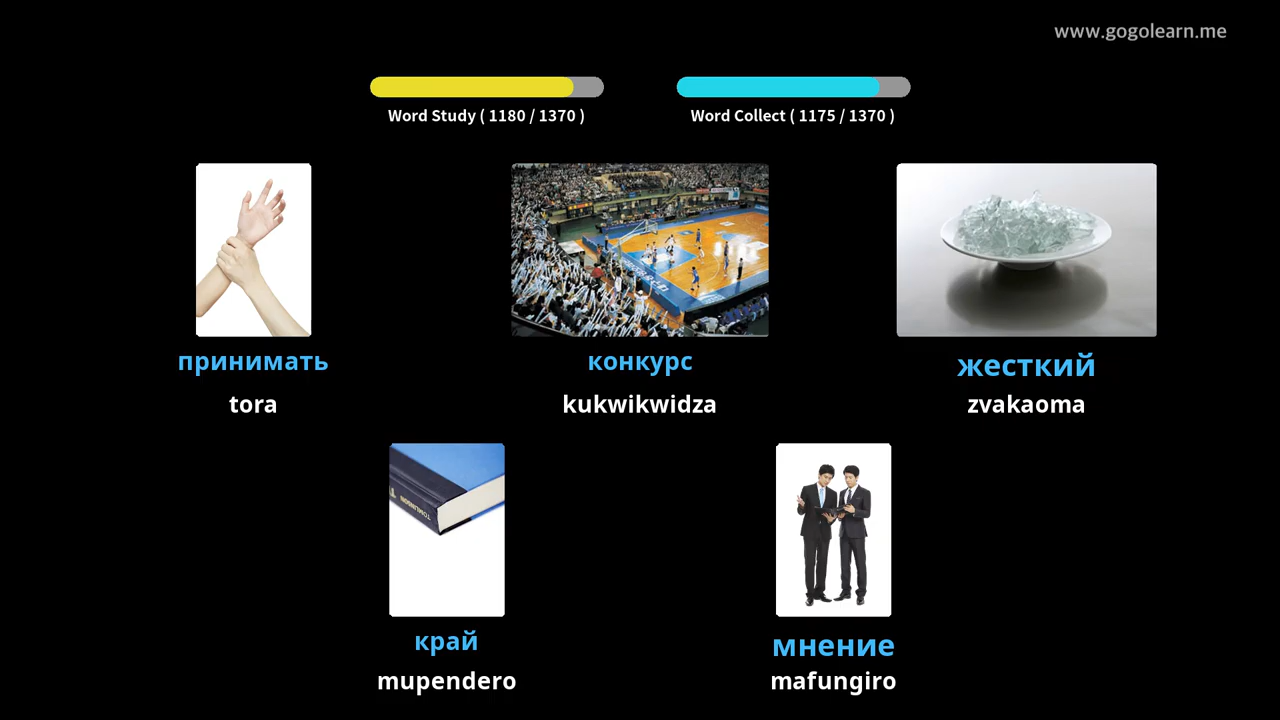 www.gogolearn.me
Word Study ( 1180 / 1370 )
Word Collect ( 1175 / 1370 )
принимать
конкурс
жесткий
tora
kukwikwidza
zvakaoma
TOMLINSON
край
мнение
mupendero
mafungiro